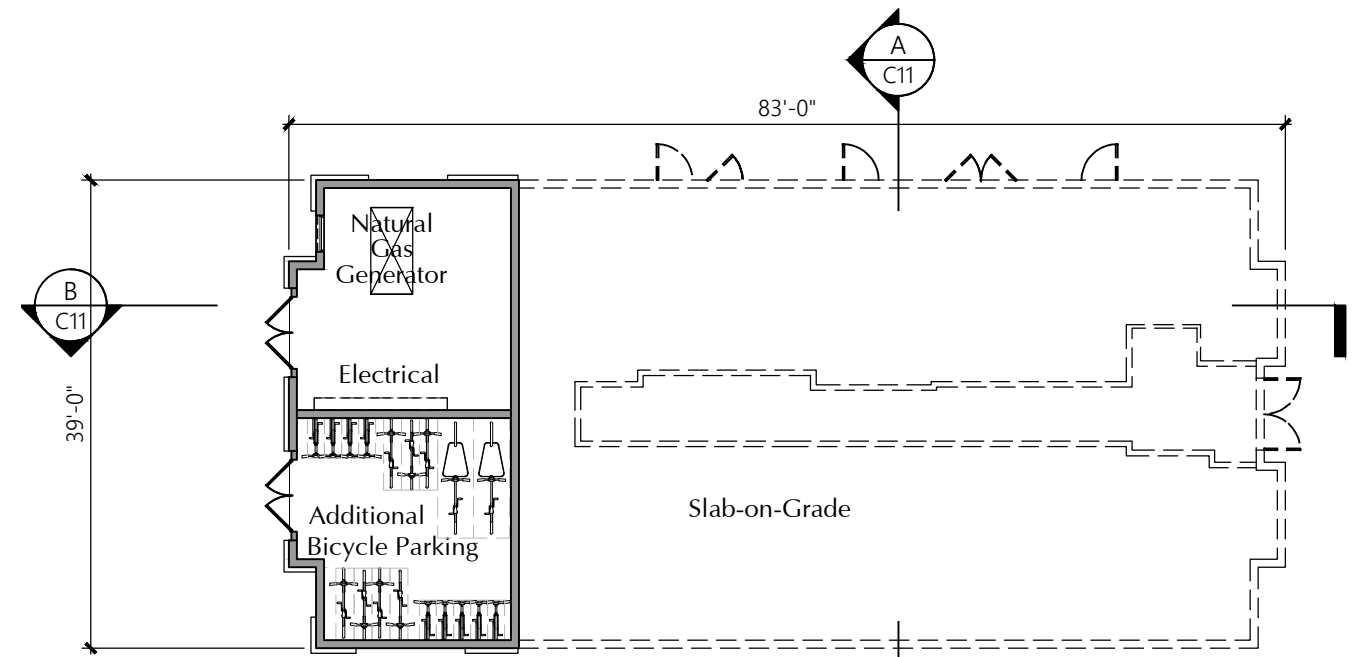 A
C11
83'-0"
Natural
Gas
Generator
B
C11
Electrical
39'-0"
Slab-on-Grade
Additional
Bicycle Parking